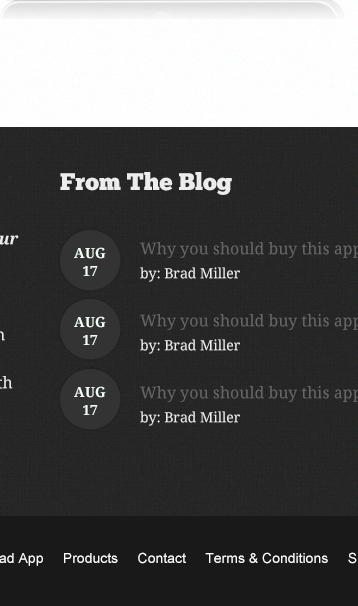 From The Blog
ur
AUG
17
Why you should buy this app
by: Brad Miller
AUG
17
Why you should buy this app
by: Brad Miller
th
AUG
17
Why you should buy this app
by: Brad Miller
ad App Products Contact Terms & Conditions S